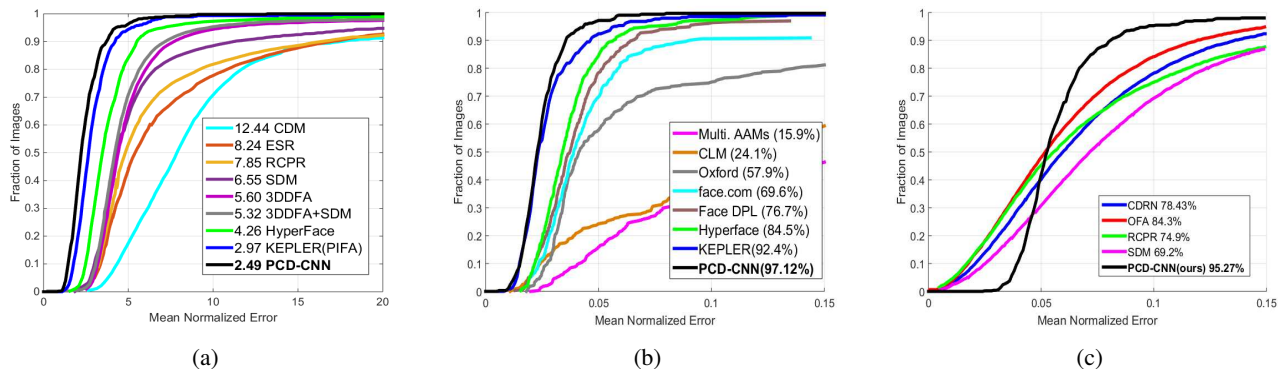 1
0.9
0.8
0.7
0.6
0.5
0.4
0.3
0.2
0.1
0
Fraction of Images
12.44 CDM
8.24 ESR
7.85 RCPR
6.55 SDM
5.60 3DDFA
5.32 3DDFA+SDM
4.26 HyperFace
2.97 KEPLER(PIFA)
2.49 PCD-CNN
0 5 10 15 20
Mean Normalized Error
(a)
1
0.9
0.8
0.7
0.6
0.5
0.4
0.3
0.2
0.1
0
Fraction of Images
Multi. AAMs (15.9%)
CLM (24.1%)
Oxford (57.9%)
face.com (69.6%)
Face DPL (76.7%)
Hyperface (84.5%)
KEPLER(92.4%)
PCD-CNN(97.12%)
0 0.05 0.1 0.15
Mean Normalized Error
(b)
1
0.9
0.8
0.7
0.6
0.5
0.4
0.3
0.2
0.1
0
Fraction of Images
CDRN 78.43%
OFA 84.3%
RCPR 74.9%
SDM 69.2%
PCD-CNN(ours) 95.27%
0 0.05 0.1 0.15
Mean Normalized Error
(c)